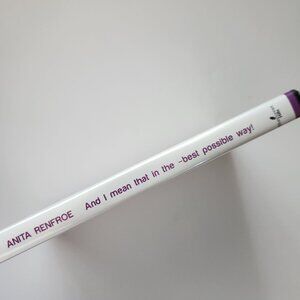 ANITA RENFROE And I mean that in the -best possible way!